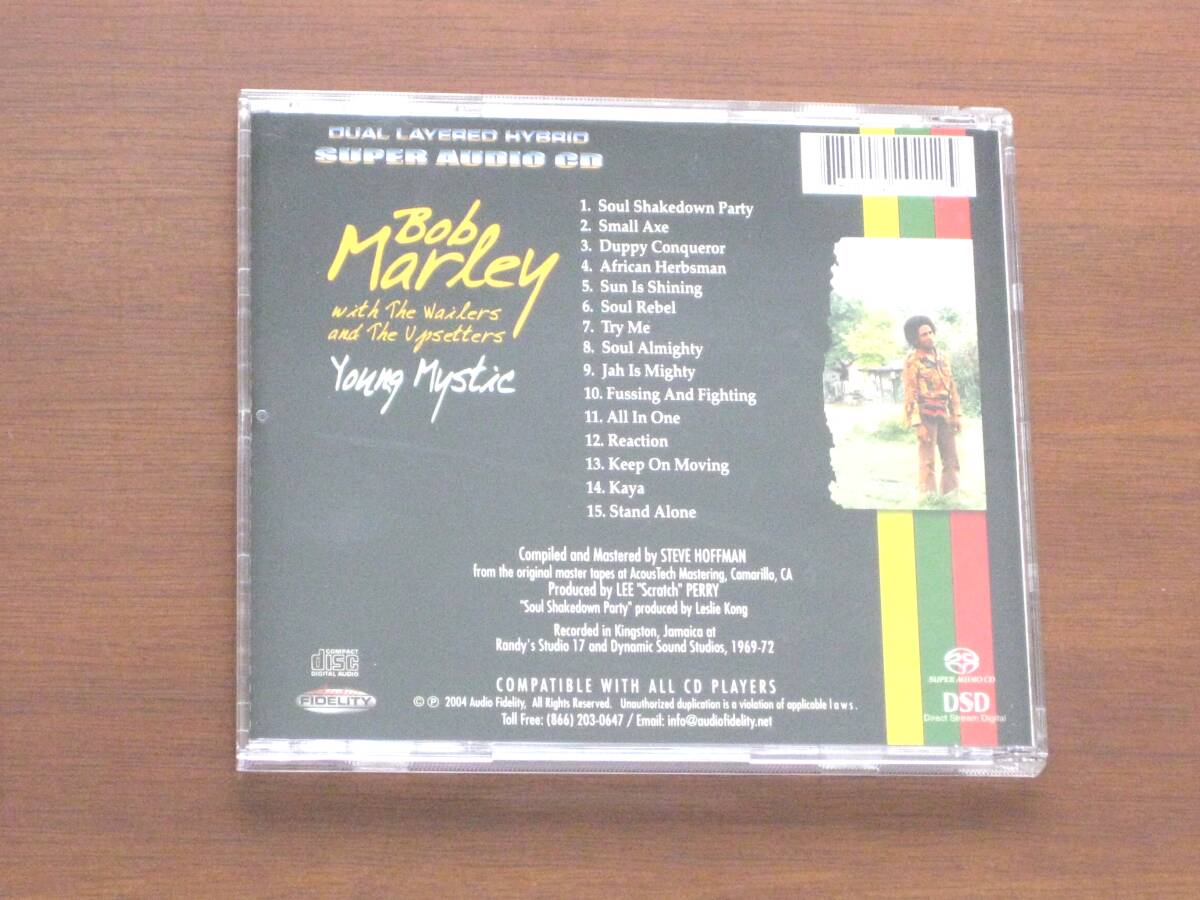 DUAL LAYERED HYBRID
SUPER AUDIO CD
Bob
Marley
with The Wailers
and The Upsetters
Young Mystic
1. Soul Shakedown Party
2. Small Axe
3. Duppy Conqueror
4. African Herbsman
5. Sun Is Shining
6. Soul Rebel
7. Try Me
8. Soul Almighty
9. Jah Is Mighty
10. Fussing And Fighting
11. All In One
12. Reaction
13. Keep On Moving
14. Kaya
15. Stand Alone
Compiled and Mastered by STEVE HOFFMAN
from the original master tapes at AcousTech Mastering, Camarillo, CA
Produced by LEE "Scratch" PERRY
"Soul Shakedown Party" produced by Leslie Kong
Recorded in Kingston, Jamaica at
Randy's Studio 17 and Dynamic Sound Studios, 1969-72
COMPATIBLE WITH ALL CD PLAYERS
© ℗ 2004 Audio Fidelity, All Rights Reserved. Unauthorized duplication is a violation of applicable laws.
Toll Free: (866) 203-0647 / Email: info@audiofidelity.net
COMPACT
disc
DIGITAL AUDIO
FIDELITY
SUPER AUDIO CD
DSD
Direct Stream Digital